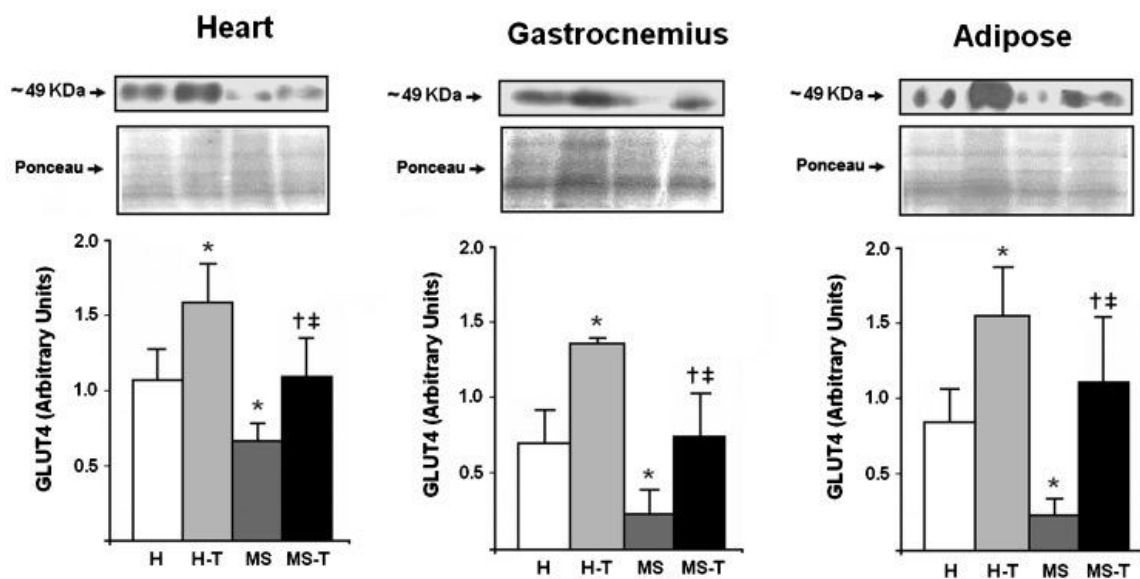 Heart
~49 KDa→
Ponceau→
GLUT4 (Arbitrary Units)
2.0
1.5
1.0
0.5
*
*
†‡
H H-T MS MS-T
Gastrocnemius
~49 KDa→
Ponceau→
GLUT4 (Arbitrary Units)
2.0
1.5
1.0
0.5
*
*
†‡
H H-T MS MS-T
Adipose
~49 KDa→
Ponceau→
GLUT4 (Arbitrary Units)
2.0
1.5
1.0
0.5
*
*
†‡
H H-T MS MS-T